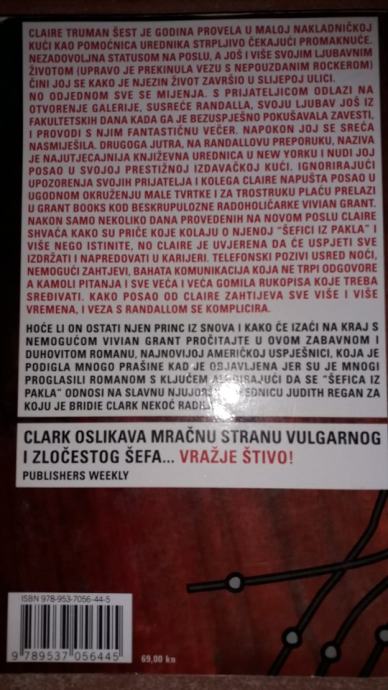 CLAIRE TRUMAN ŠEST JE GODINA PROVELA U MALOJ NAKLADNIČKOJ
KUĆI KAO POMOĆNICA UREDNIKA STRPLJIVO ČEKAJUĆI PROMAKNUĆE.
NEZADOVOLJNA STATUSOM NA POSLU, A JOŠ I VIŠE SVOJIM LJUBAVNIM
ŽIVOTOM (UPRAVO JE PREKINULA VEZU S NEPOUZDANIM ROCKEROM)
ČINI JOJ SE KAKO JE NJEZIN ŽIVOT ZAVRŠIO U SLIJEPOJ ULICI.
NO ODJEDNOM SVE SE MIJENJA. S PRIJATELJICOM ODLAZI NA
OTVORENJE GALERIJE, SUSREĆE RANDALLA, SVOJU LJUBAV JOŠ IZ
FAKULTETSKIH DANA KADA GA JE BEZUSPJEŠNO POKUŠAVALA ZAVESTI,
I PROVODI S NJIM FANTASTIČNU VEČER. NAPOKON JOJ SE SREĆA
NASMIJEŠILA. DRUGOGA JUTRA, NA RANDALLOVU PREPORUKU, NAZIVA
JE NAJUTJECAJNIJA KNJIŽEVNA UREDNICA U NEW YORKU I NUDI JOJ
POSAO U SVOJOJ PRESTIŽNOJ IZDAVAČKOJ KUĆI. IGNORIRAJUĆI
UPOZORENJA SVOJIH PRIJATELJA I KOLEGA CLAIRE NAPUŠTA POSAO U
UGODNOM OKRUŽENJU MALE TVRTKE I ZA TROSTRUKU PLAĆU PRELAZI
U GRANT BOOKS KOD BESKRUPULOZNE RADOHOLIČARKE VIVIAN GRANT.
NAKON SAMO NEKOLIKO DANA PROVEDENIH NA NOVOM POSLU CLAIRE
SHVAĆA KAKO SU PRIČE KOJE KOLAJU O NJENOJ "ŠEFICI IZ PAKLA" I
VIŠE NEGO ISTINITE, NO CLAIRE JE UVJERENA DA ĆE USPJETI SVE
IZDRŽATI I NAPREDOVATI U KARIJERI. TELEFONSKI POZIVI USRED NOĆI,
NEMOGUĆI ZAHTJEVI, BAHATA KOMUNIKACIJA KOJA NE TRPI ODGOVORE
A KAMOLI PITANJA I SVE VEĆA I VEĆA GOMILA RUKOPISA KOJE TREBA
SREĐIVATI. KAKO POSAO OD CLAIRE ZAHTIJEVA SVE VIŠE I VIŠE
VREMENA, I VEZA S RANDALLOM SE KOMPLICIRA.
HOĆE LI ON OSTATI NJEN PRINC IZ SNOVA I KAKO ĆE IZAĆI NA KRAJ S
NEMOGUĆOM VIVIAN GRANT PROČITAJTE U OVOM ZABAVNOM I
DUHOVITOM ROMANU, NAJNOVIJOJ AMERIČKOJ USPJEŠNICI, KOJA JE
PODIGLA MNOGO PRAŠINE KAD JE OBJAVLJENA JER SU JE MNOGI
PROGLASILI ROMANOM S KLJUČEM ALUDIRAJUĆI DA SE "ŠEFICA IZ
PAKLA" ODNOSI NA SLAVNU UREDNICU JUDITH REGAN ZA
KOJU JE BRIDIE CLARK NEKOĆ
CLARK OSLIKAVA MRAČNU STRANU VULGARNOG
I ZLOČESTOG ŠEFA... VRAŽJE ŠTIVO!
PUBLISHERS WEEKLY
ISBN 978-953-7056-44-5
9 789537 056445
69,00 kn